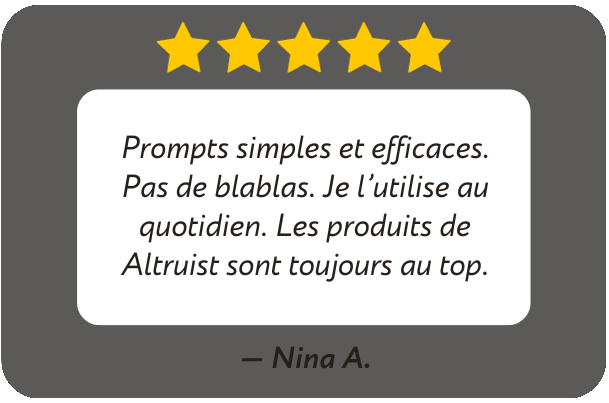 Prompts simples et efficaces.
Pas de blablas. Je l’utilise au
quotidien. Les produits de
Altruist sont toujours au top.
— Nina A.